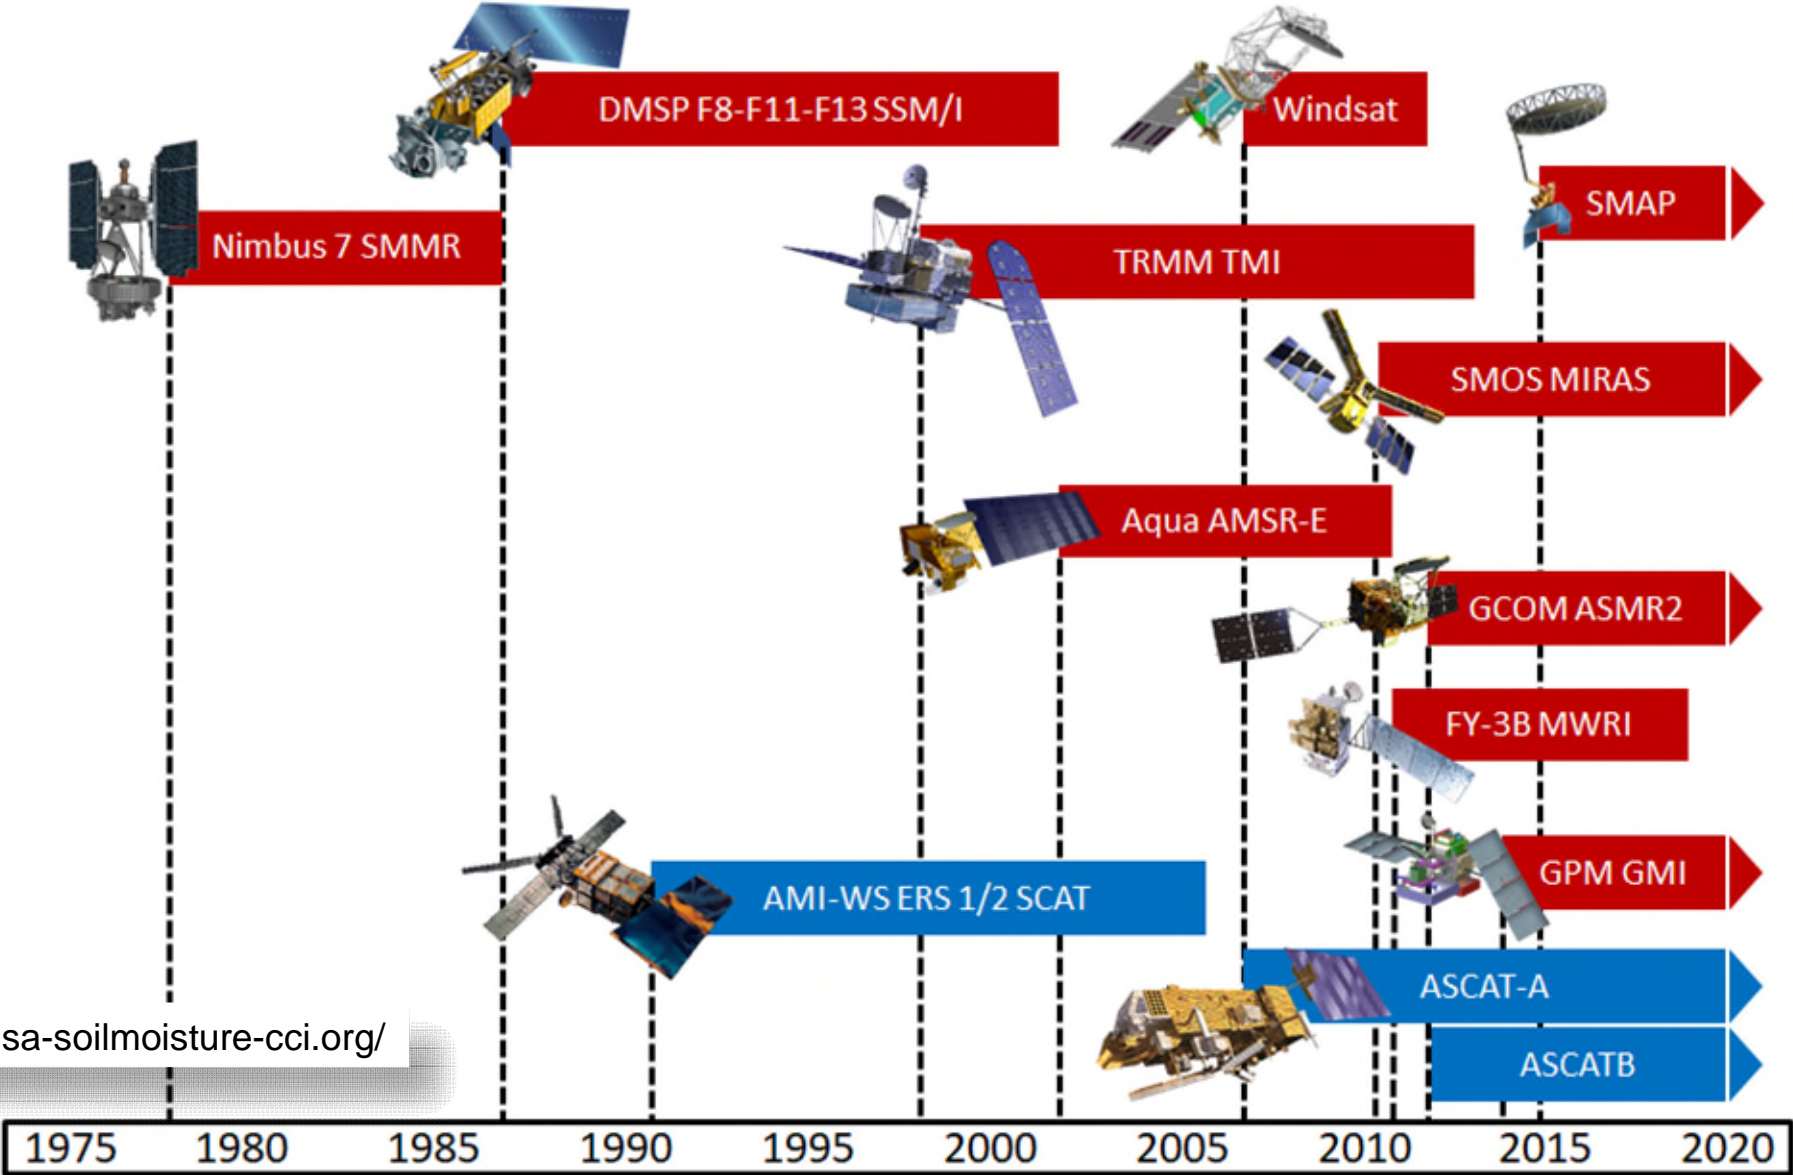 DMSP F8-F11-F13 SSM/I
Windsat
SMAP
Nimbus 7 SMMR
TRMM TMI
SMOS MIRAS
Aqua AMSR-E
GCOM ASMR2
FY-3B MWRI
GPM GMI
AMI-WS ERS 1/2 SCAT
ASCAT-A
sa-soilmoisture-cci.org/
ASCATB
1975 1980 1985 1990 1995 2000 2005 2010 2015 2020